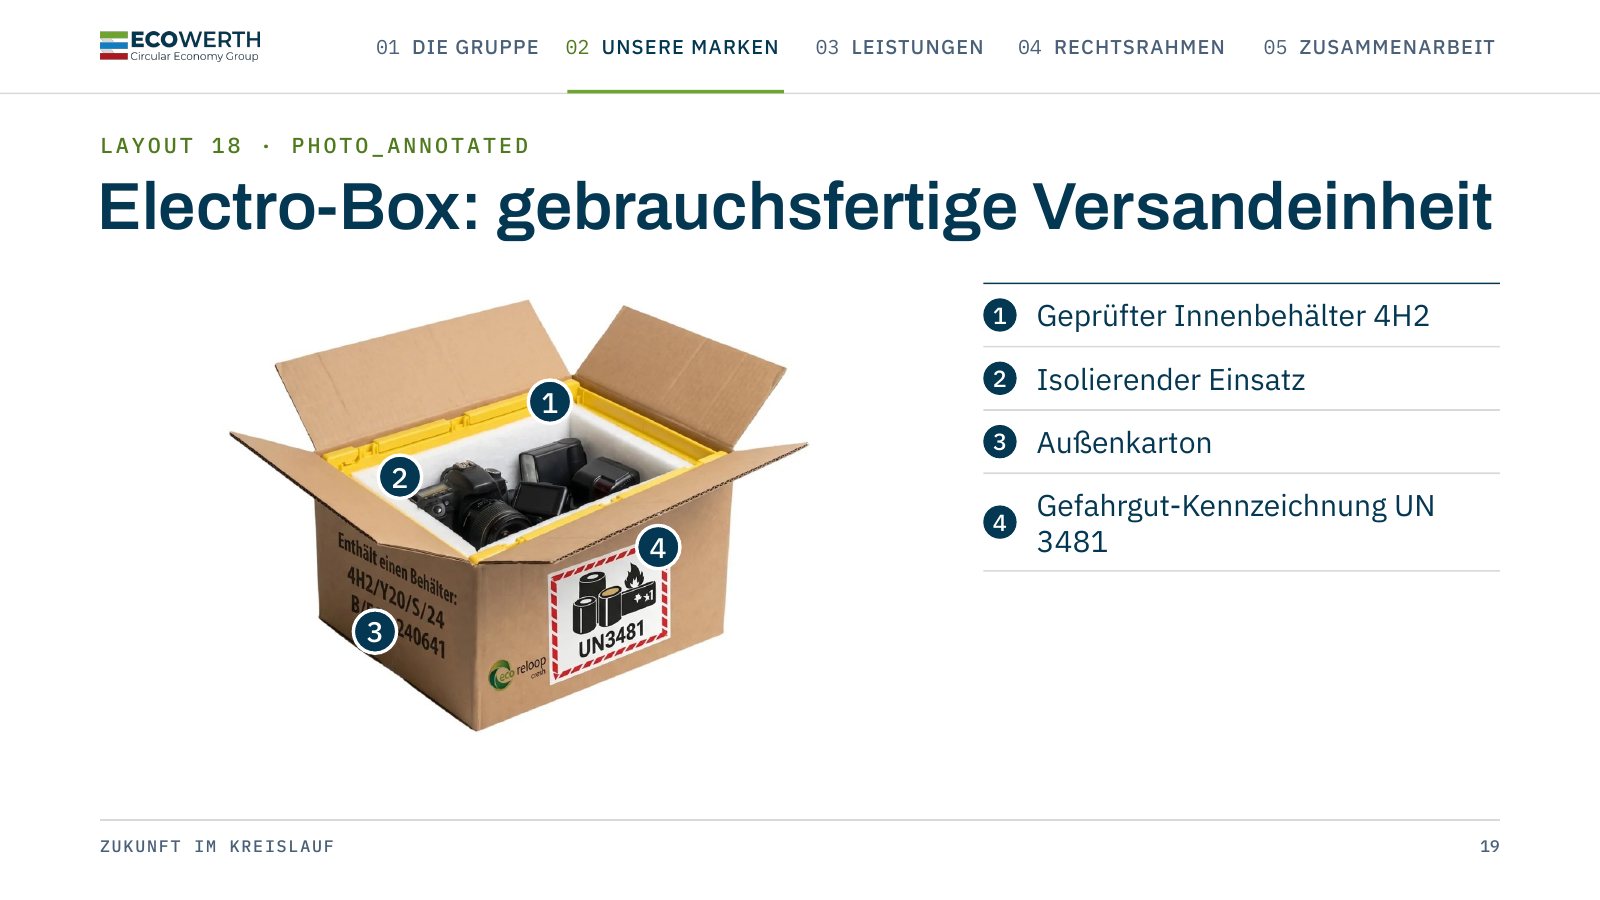 ECOWERTH
Circular Economy Group
01 DIE GRUPPE
02 UNSERE MARKEN
03 LEISTUNGEN
04 RECHTSRAHMEN
05 ZUSAMMENARBEIT
LAYOUT 18 · PHOTO_ANNOTATED
Electro-Box: gebrauchsfertige Versandeinheit
1
2
3
4
Enthält einen Behälter:
4H2/Y20/S/24
240641
UN3481
eco reloop
1 Geprüfter Innenbehälter 4H2
2 Isolierender Einsatz
3 Außenkarton
4 Gefahrgut-Kennzeichnung UN
3481
ZUKUNFT IM KREISLAUF
19